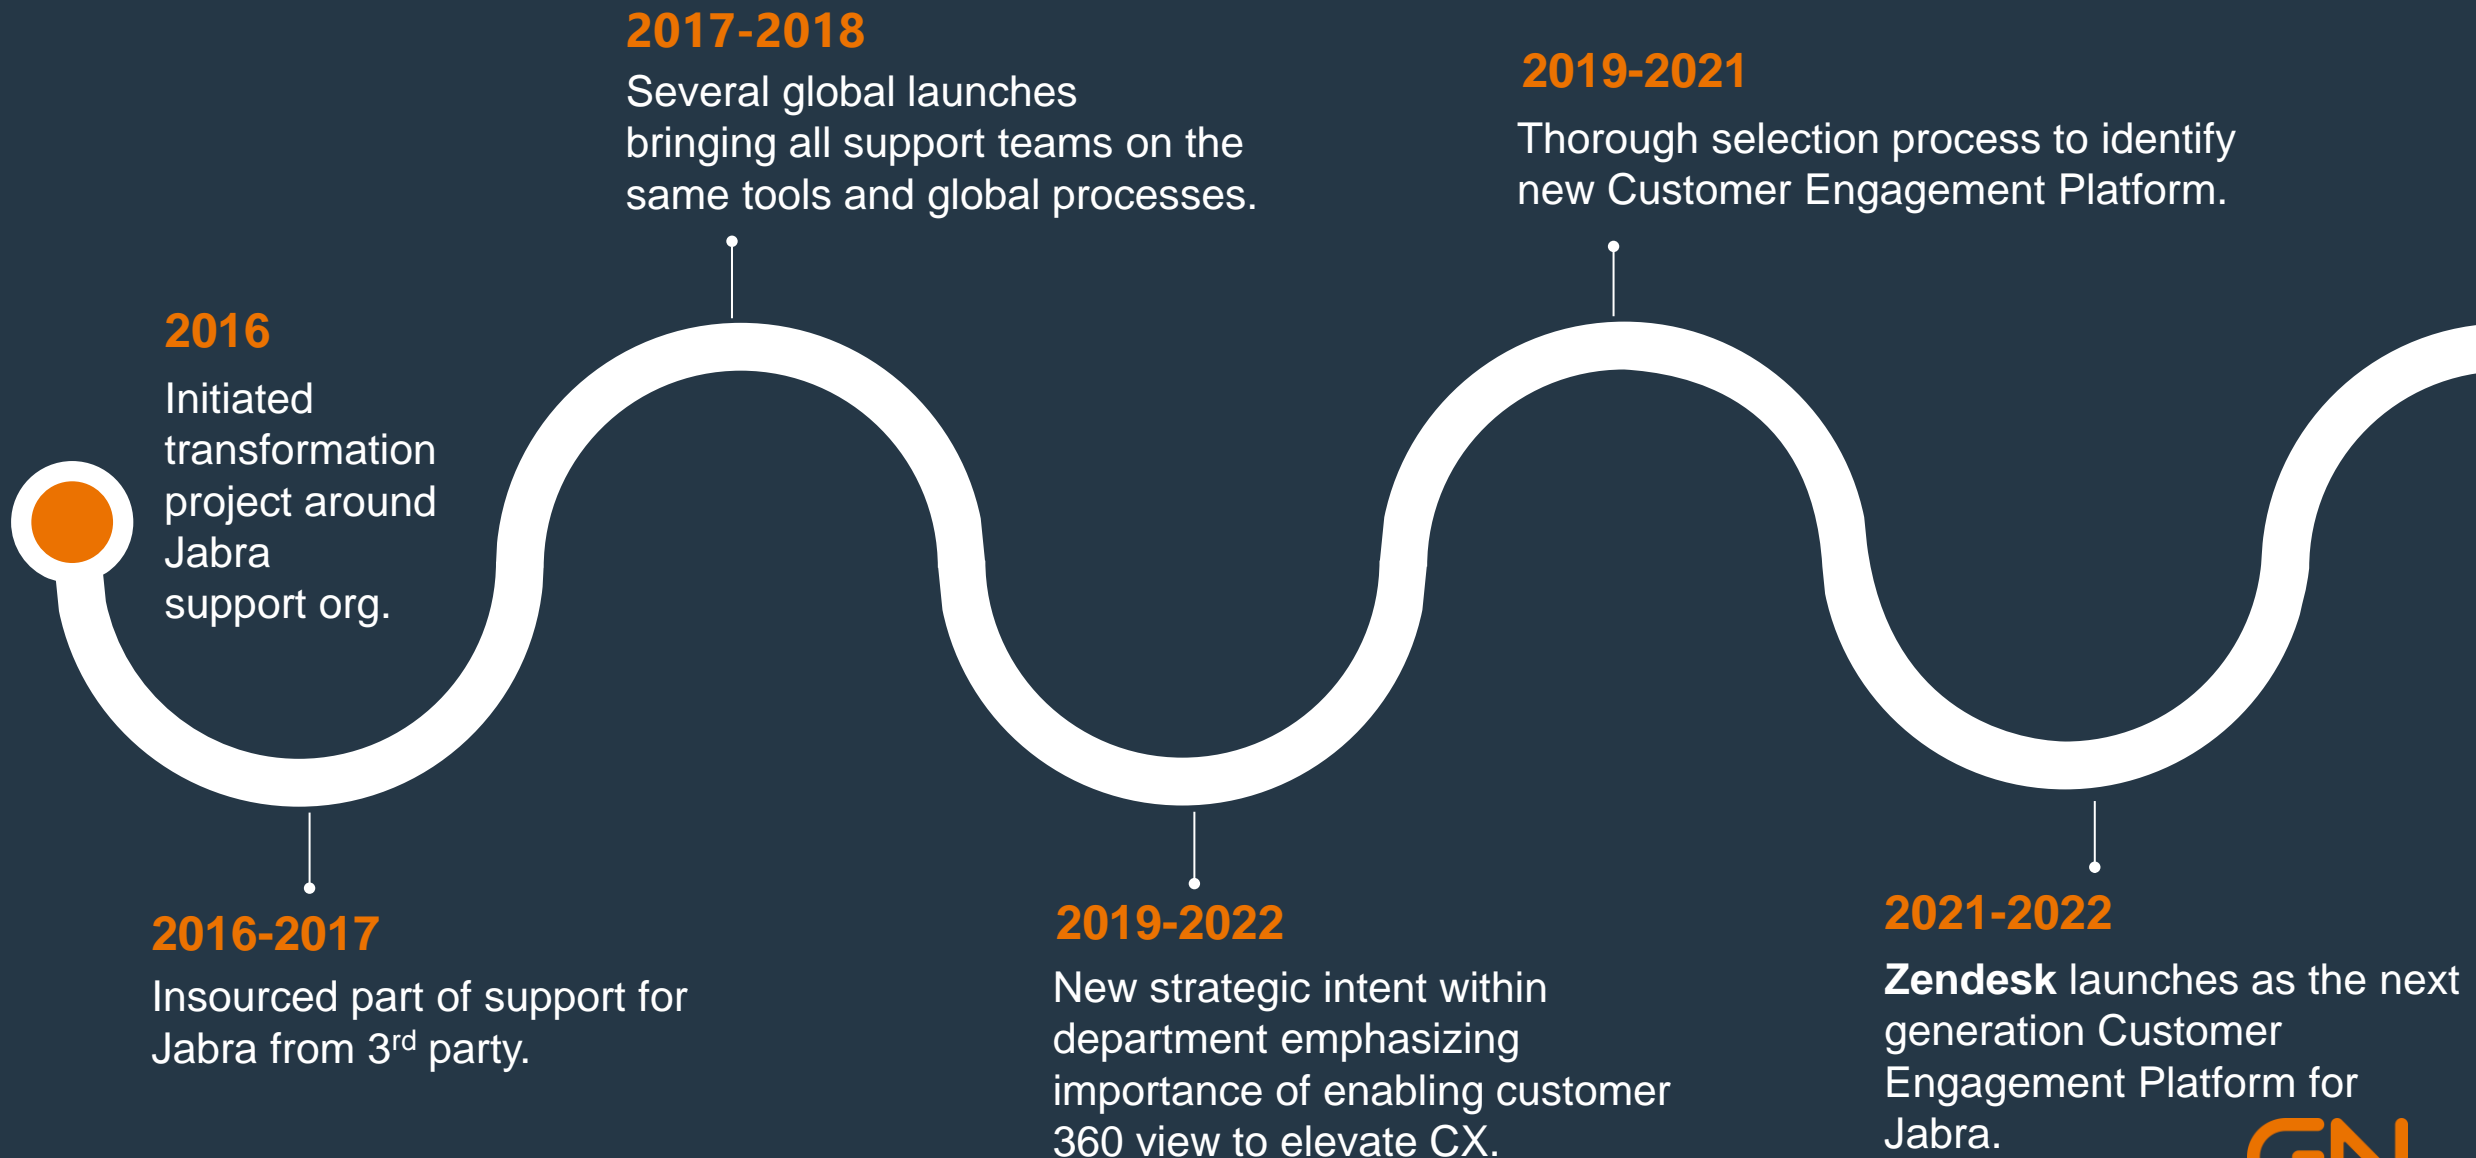 2016
Initiated
transformation
project around
Jabra
support org.
2016-2017
Insourced part of support for
Jabra from 3rd party.
2017-2018
Several global launches
bringing all support teams on the
same tools and global processes.
2019-2022
New strategic intent within
department emphasizing
importance of enabling customer
360 view to elevate CX.
2019-2021
Thorough selection process to identify
new Customer Engagement Platform.
2021-2022
Zendesk launches as the next
generation Customer
Engagement Platform for
Jabra.
GN